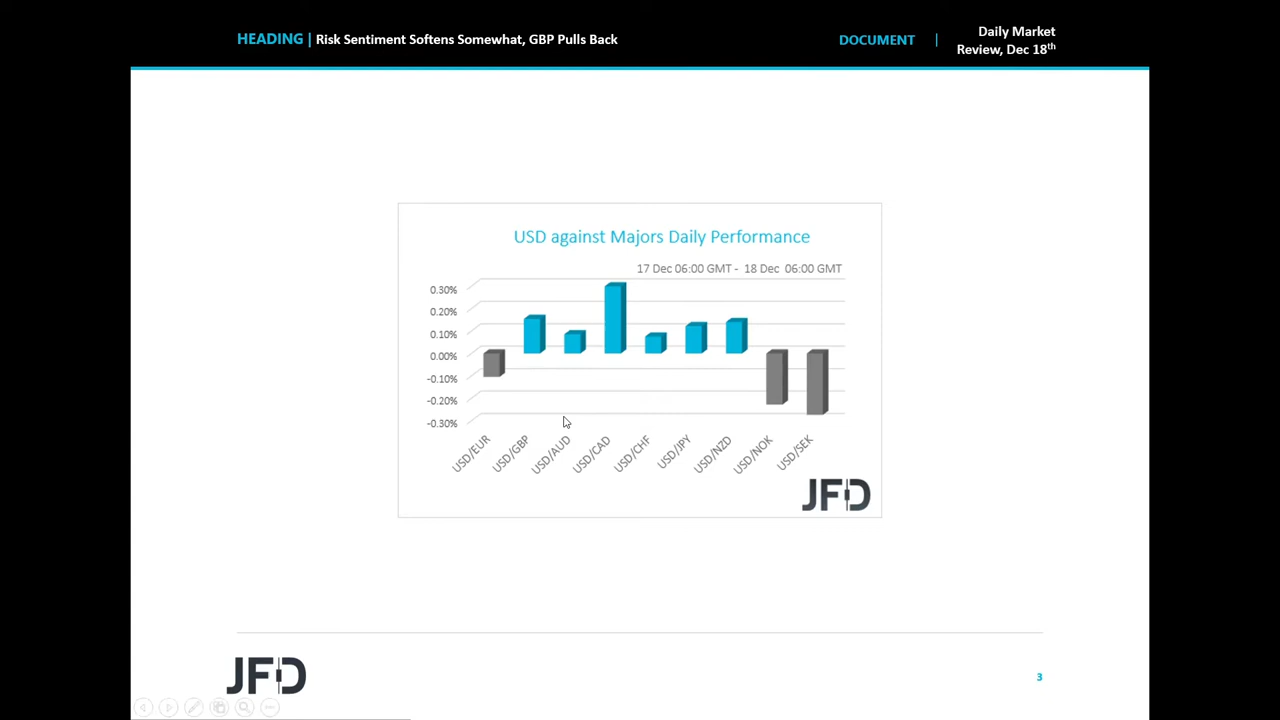 HEADING | Risk Sentiment Softens Somewhat, GBP Pulls Back
DOCUMENT | Daily Market
Review, Dec 18th
USD against Majors Daily Performance
17 Dec 06:00 GMT - 18 Dec 06:00 GMT
0.30%
0.20%
0.10%
0.00%
-0.10%
-0.20%
-0.30%
USD/EUR
USD/GBP
USD/AUD
USD/CAD
USD/CHF
USD/JPY
USD/NZD
USD/NOK
USD/SEK
JFD
JFD
3